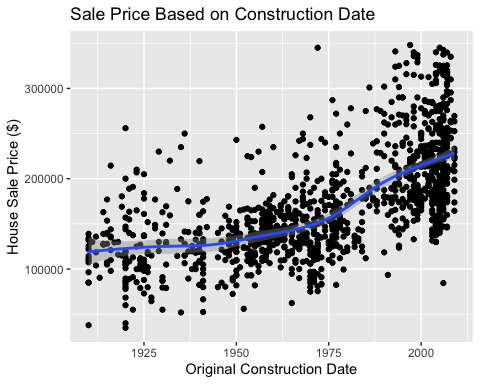 Sale Price Based on Construction Date
House Sale Price ($)
300000
200000
100000
1925 1950 1975 2000
Original Construction Date